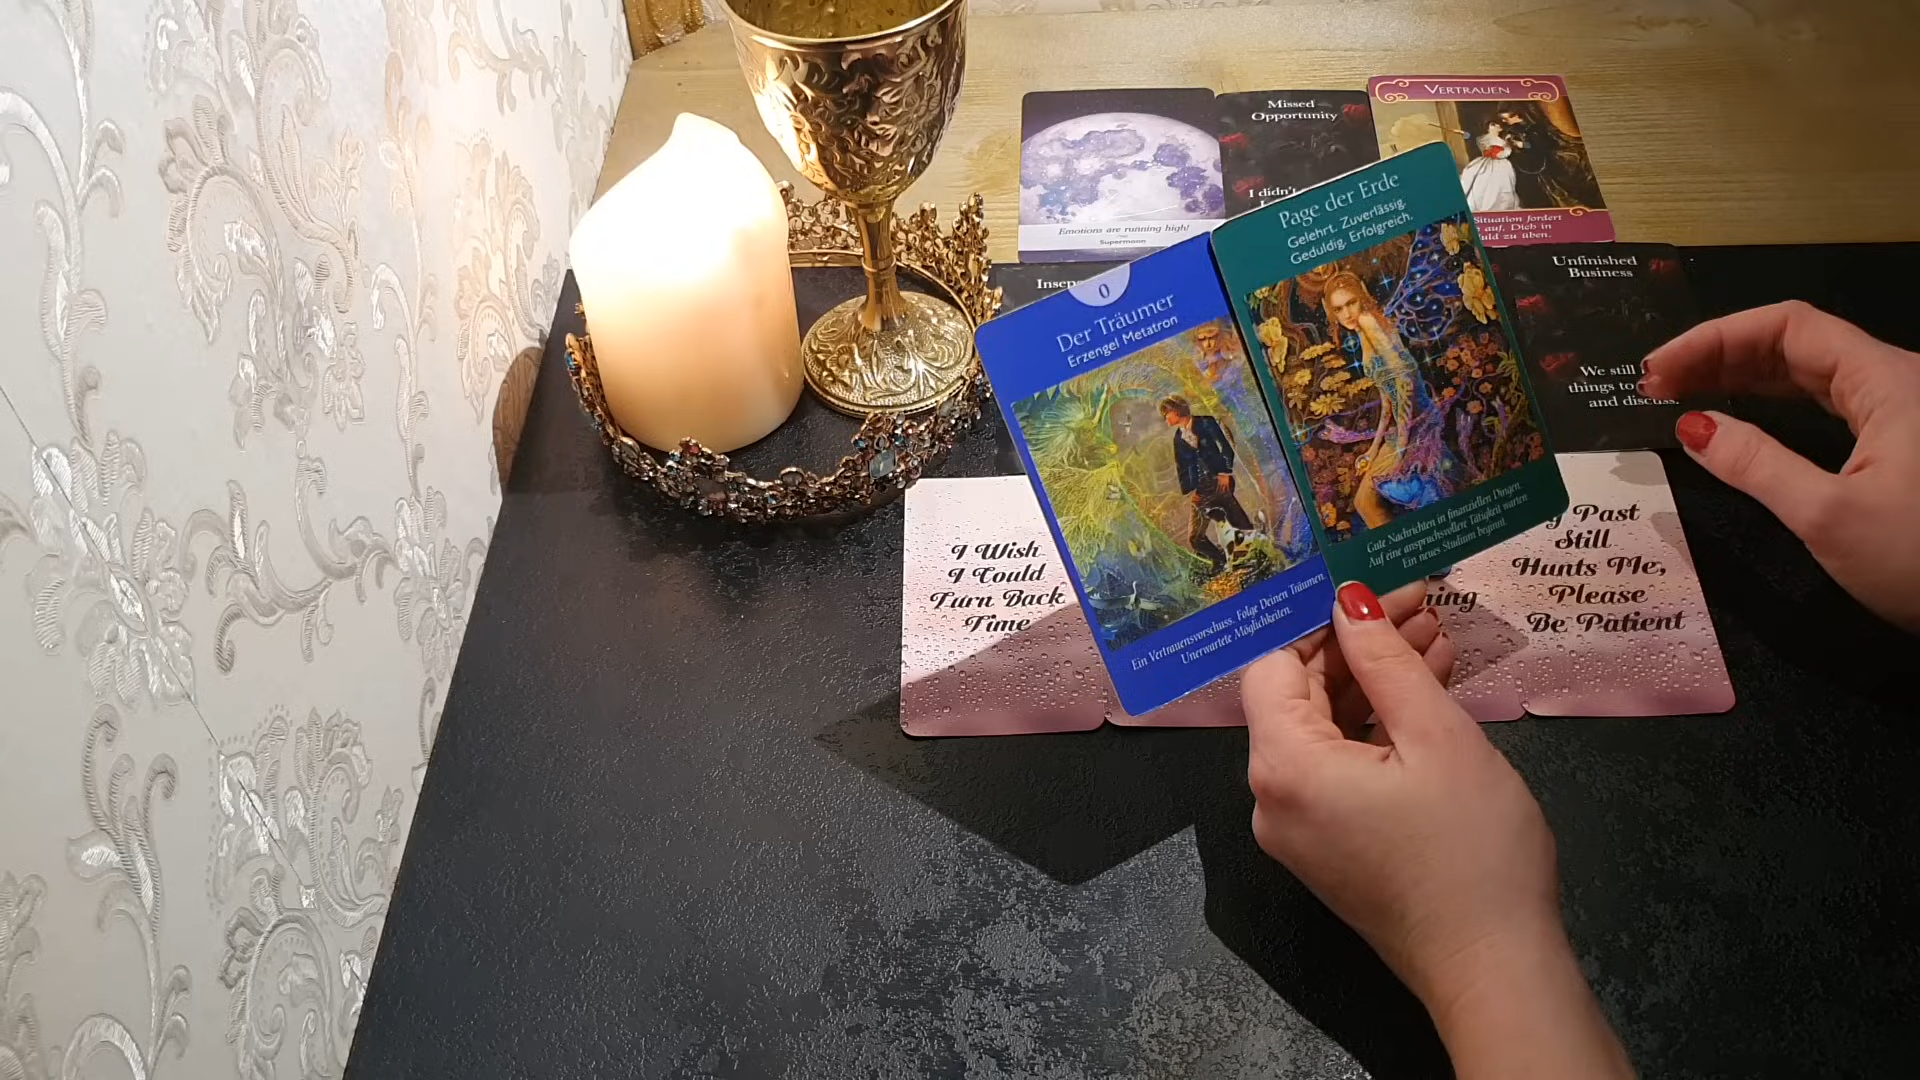 Missed
Opportunity
I didn't
VERTRAUEN
Situation fordert
auf, Dich in
zu üben.
Emotions are running high!
Supermoon
Unfinished
Business
We still
things to
and discuss.
0
Der Träumer
Erzengel Metatron
Ein Vertrauensvorschuss. Folge Deinen Träumen.
Unerwartete Möglichkeiten.
Page der Erde
Gelehrt. Zuverlässig.
Geduldig. Erfolgreich.
Gute Nachrichten in finanziellen Dingen.
Auf eine anspruchsvollere Tätigkeit warten
Ein neues Studium beginnt.
I Wish
I Could
Turn Back
Time
Past
Still
Hunts Me,
Please
Be Patient